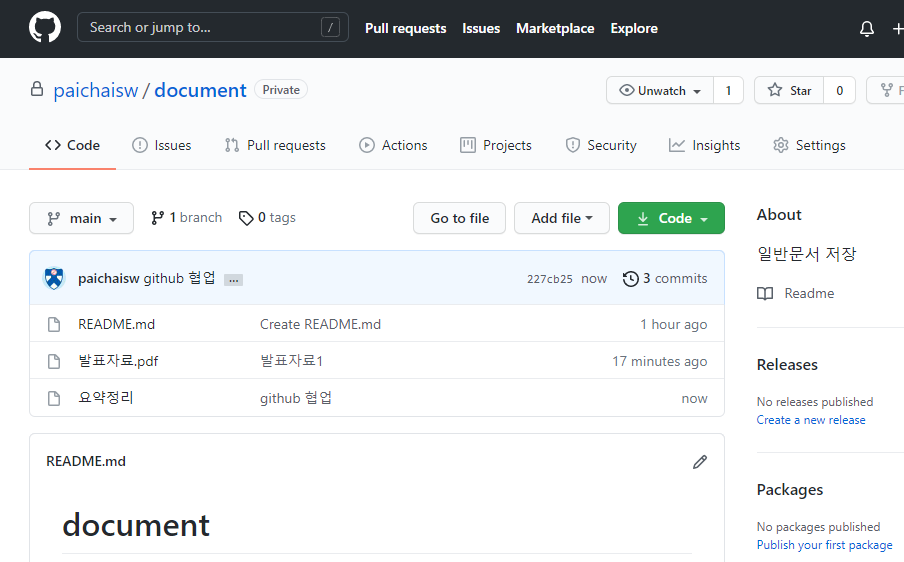 Search or jump to... / Pull requests Issues Marketplace Explore
paichaisw / document Private Unwatch 1 Star 0
Code Issues Pull requests Actions Projects Security Insights Settings
main 1 branch 0 tags Go to file Add file Code
About
일반문서 저장
Readme
paichaisw github 협업 ... 227cb25 now 3 commits
README.md Create README.md 1 hour ago
발표자료.pdf 발표자료1 17 minutes ago
요약정리 github 협업 now
Releases
No releases published
Create a new release
README.md
document
Packages
No packages published
Publish your first package